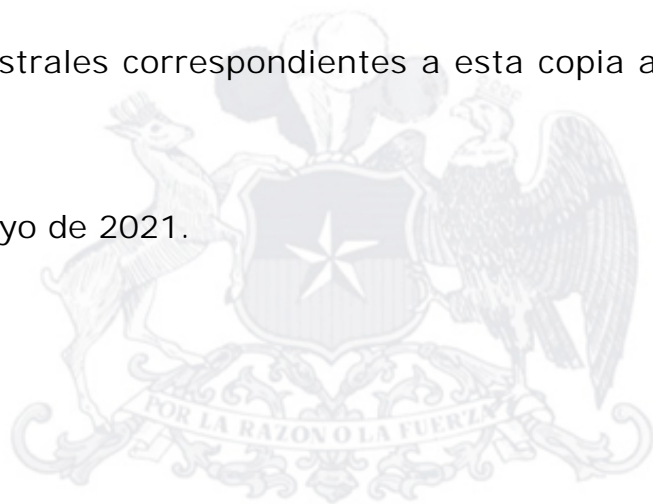 strales correspondientes a esta copia a
yo de 2021.
POR LA RAZON O LA FUERZA